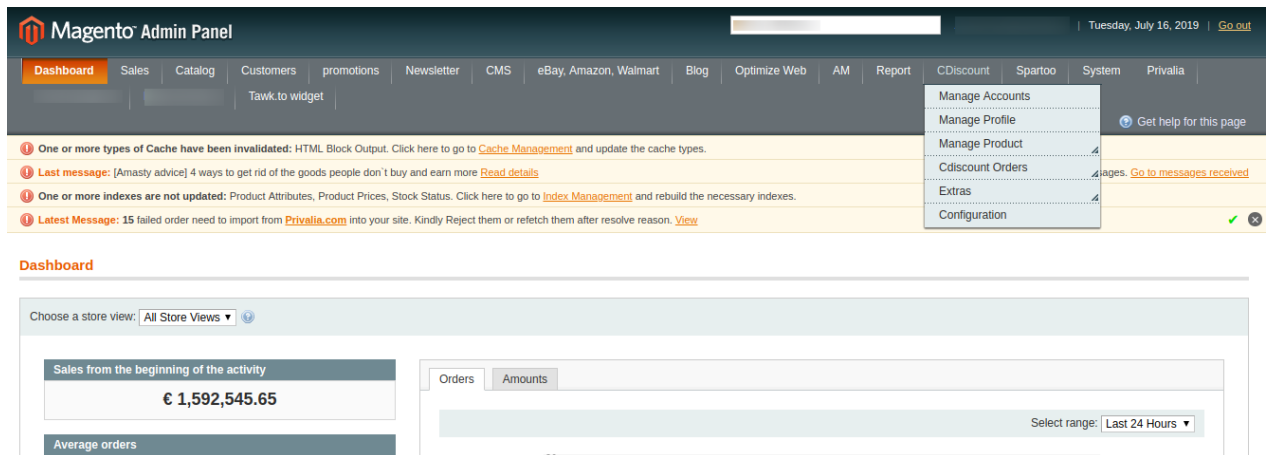 Magento™ Admin Panel
Tuesday, July 16, 2019 | Go out
Dashboard Sales Catalog Customers promotions Newsletter CMS eBay, Amazon, Walmart Blog Optimize Web AM Report CDiscount Spartoo System Privalia
Tawk.to widget
Manage Accounts
Manage Profile
Manage Product
Cdiscount Orders
Extras
Configuration
Get help for this page
One or more types of Cache have been invalidated: HTML Block Output. Click here to go to Cache Management and update the cache types.
Last message: [Amasty advice] 4 ways to get rid of the goods people don`t buy and earn more Read details
ages. Go to messages received
One or more indexes are not updated: Product Attributes, Product Prices, Stock Status. Click here to go to Index Management and rebuild the necessary indexes.
Latest Message: 15 failed order need to import from Privalia.com into your site. Kindly Reject them or refetch them after resolve reason. View
Dashboard
Choose a store view: All Store Views
Sales from the beginning of the activity
€ 1,592,545.65
Average orders
Orders Amounts
Select range: Last 24 Hours